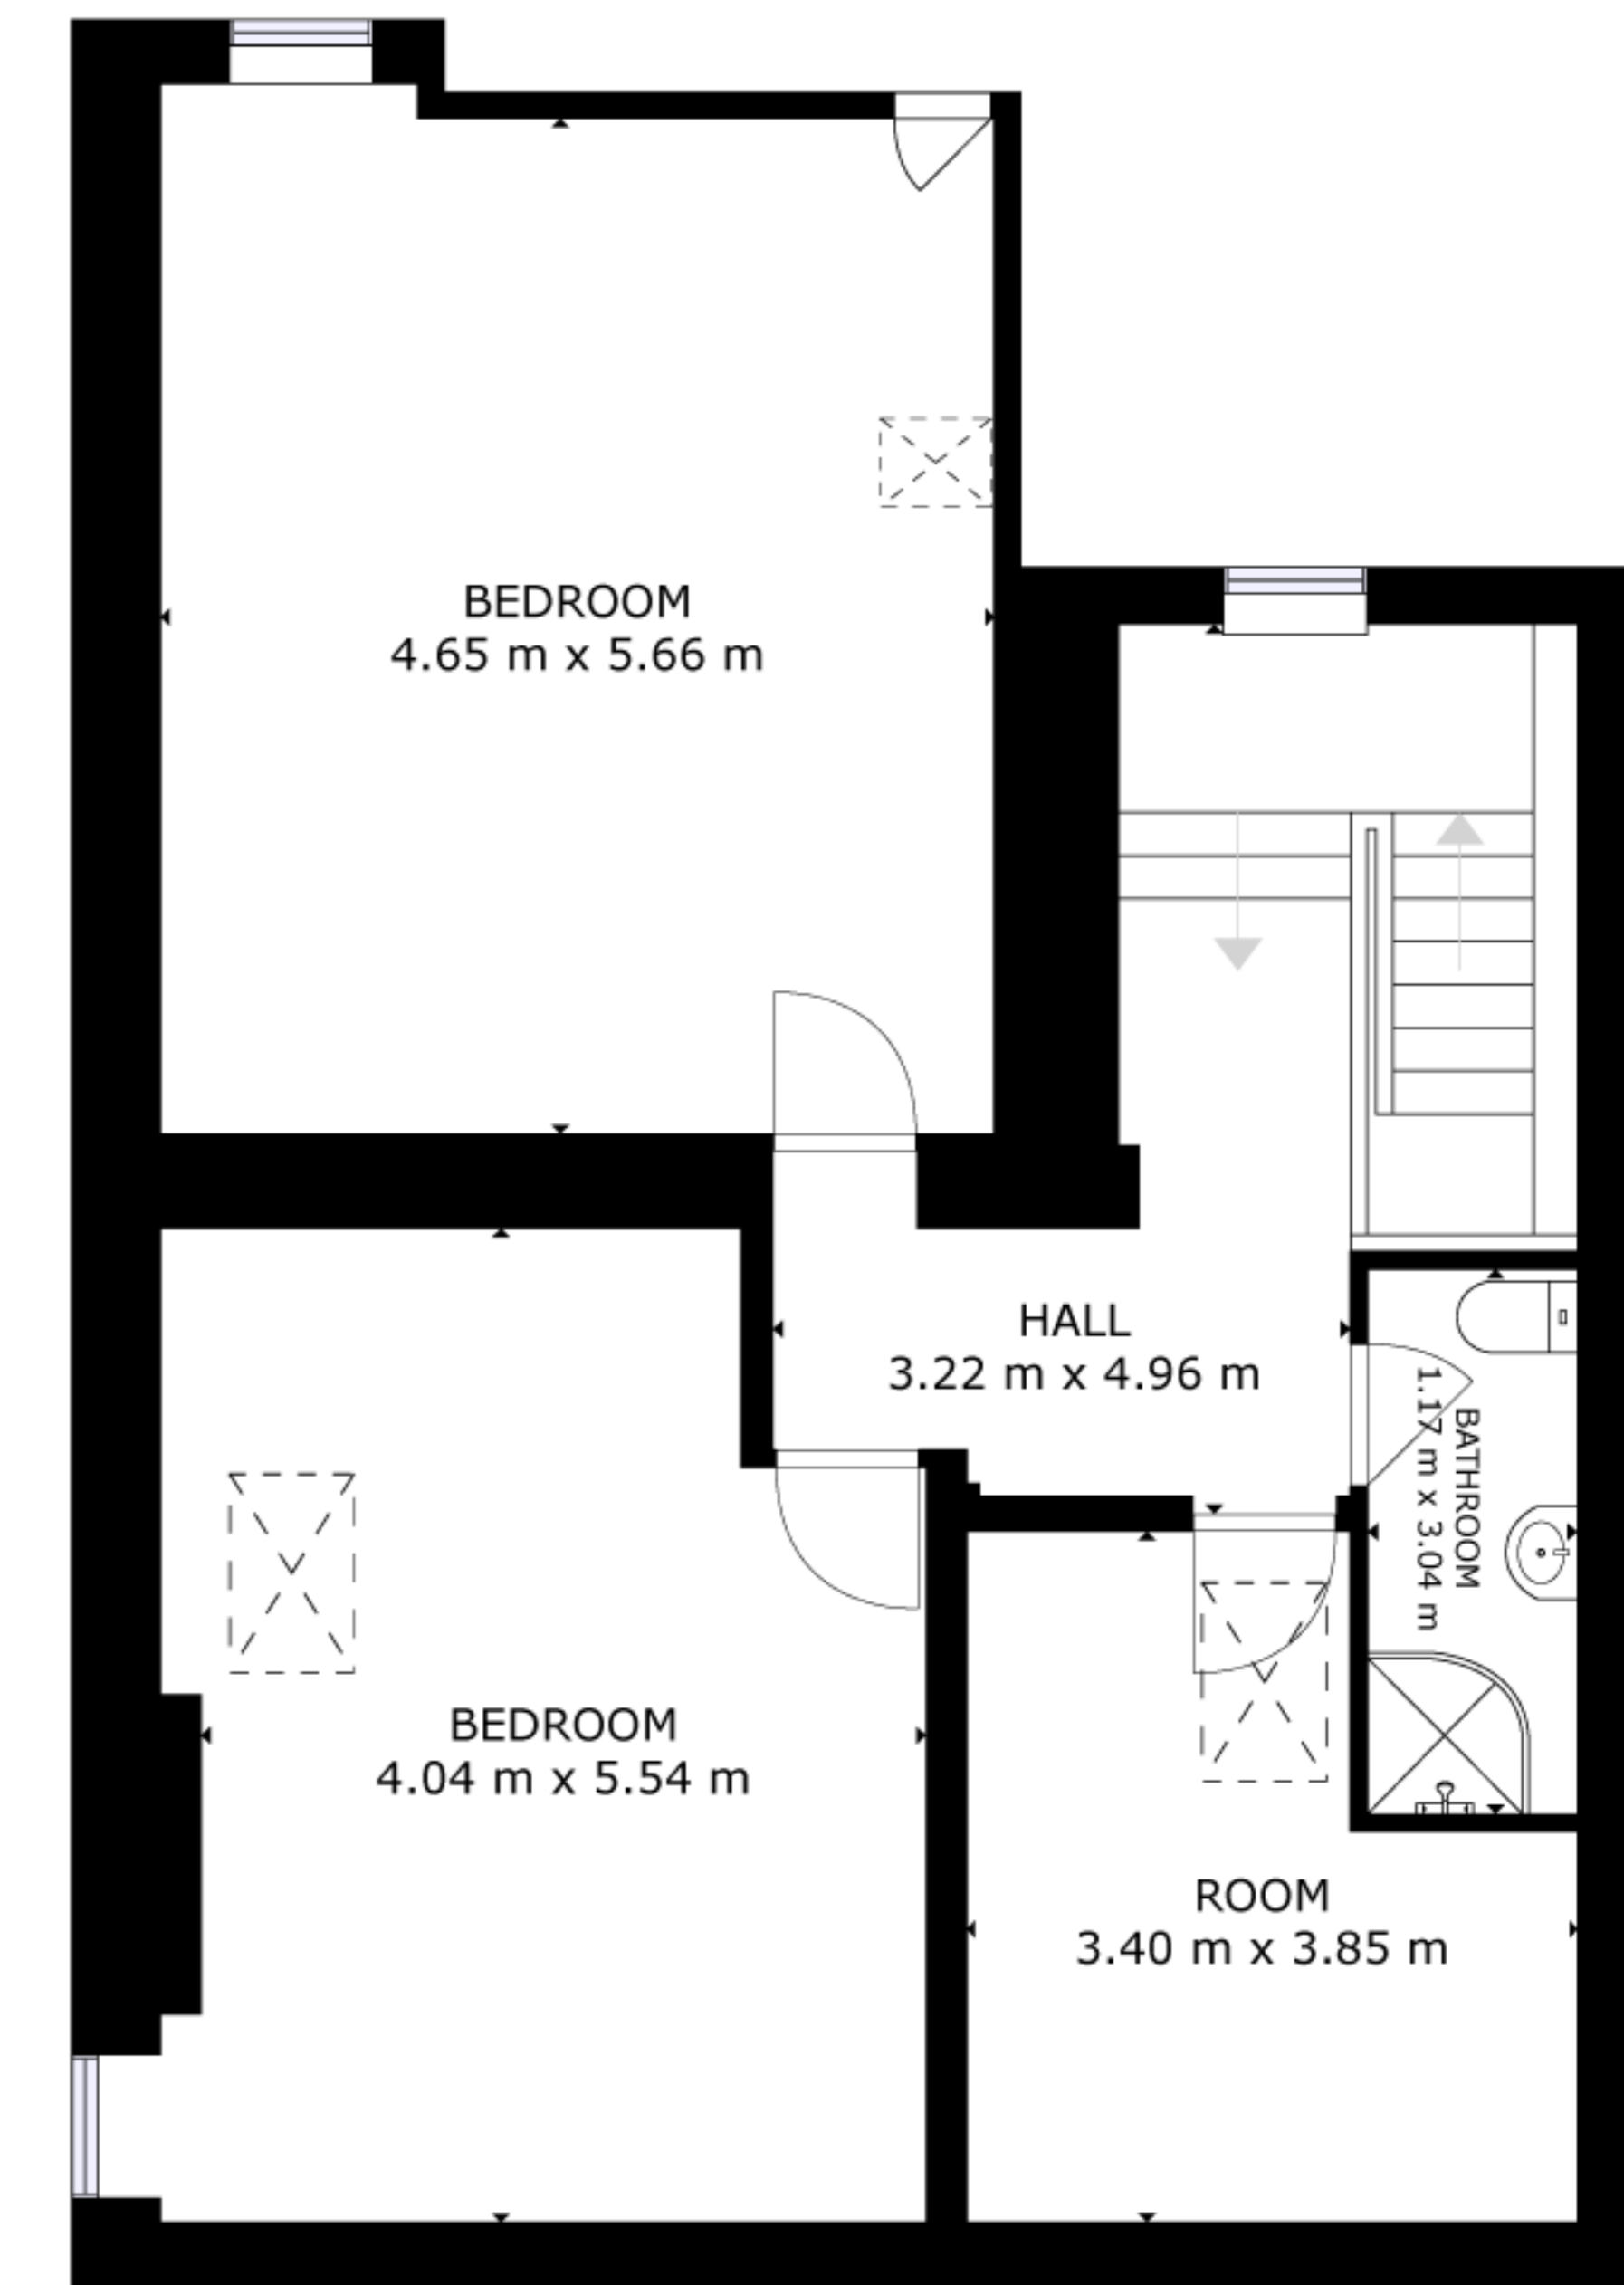 BEDROOM
4.65 m x 5.66 m
HALL
3.22 m x 4.96 m
BATHROOM
1.17 m x 3.04 m
BEDROOM
4.04 m x 5.54 m
ROOM
3.40 m x 3.85 m